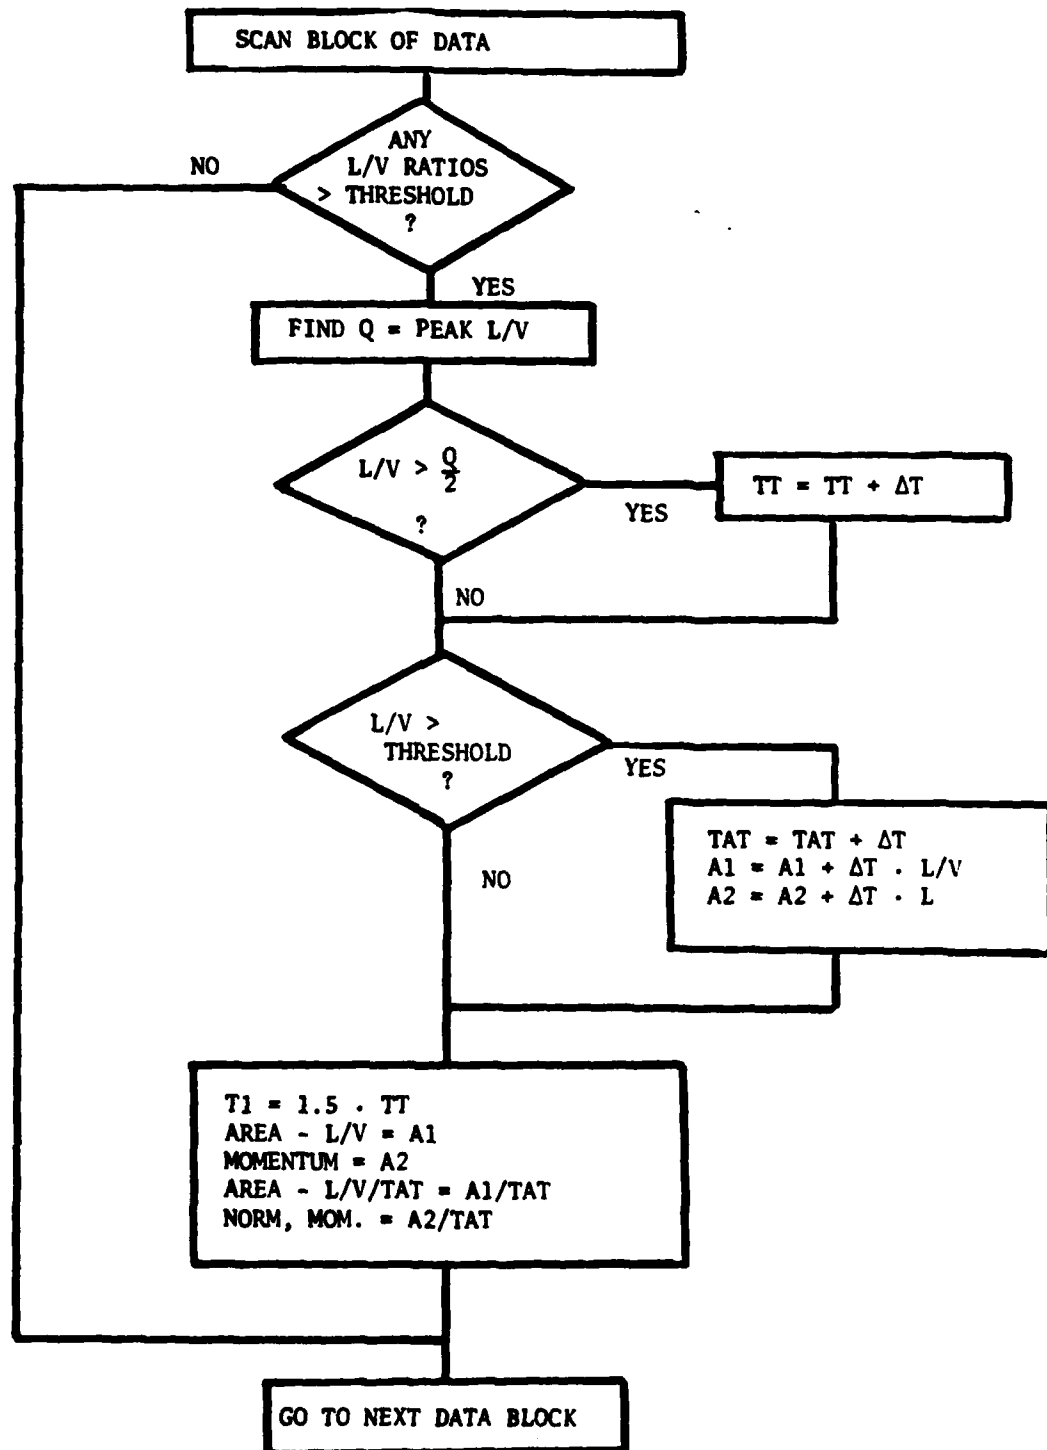 SCAN BLOCK OF DATA
ANY
L/V RATIOS
> THRESHOLD
?
NO
YES
FIND Q = PEAK L/V
L/V > Q/2
?
YES
TT = TT + ΔT
NO
L/V >
THRESHOLD
?
YES
TAT = TAT + ΔT
A1 = A1 + ΔT · L/V
A2 = A2 + ΔT · L
NO
T1 = 1.5 · TT
AREA - L/V = A1
MOMENTUM = A2
AREA - L/V/TAT = A1/TAT
NORM, MOM. = A2/TAT
GO TO NEXT DATA BLOCK